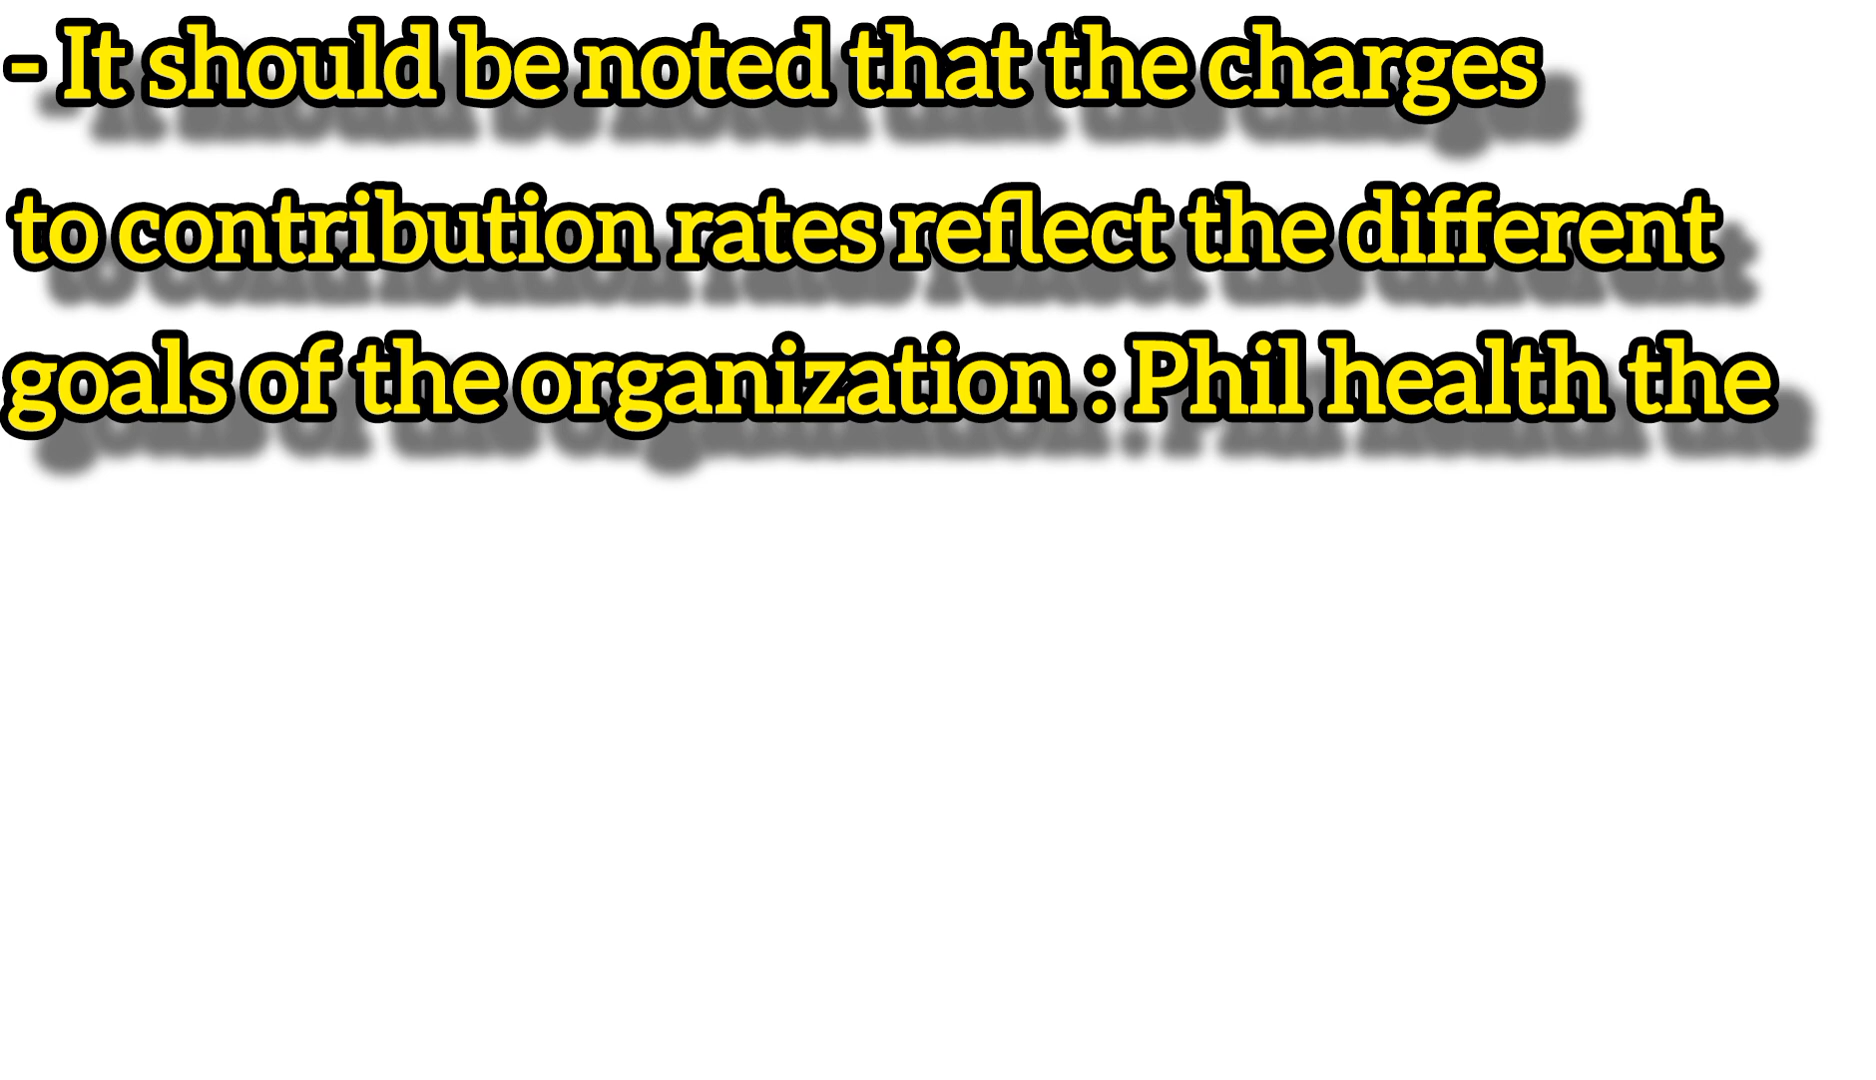 - It should be noted that the charges
to contribution rates reflect the different
goals of the organization : Phil health the